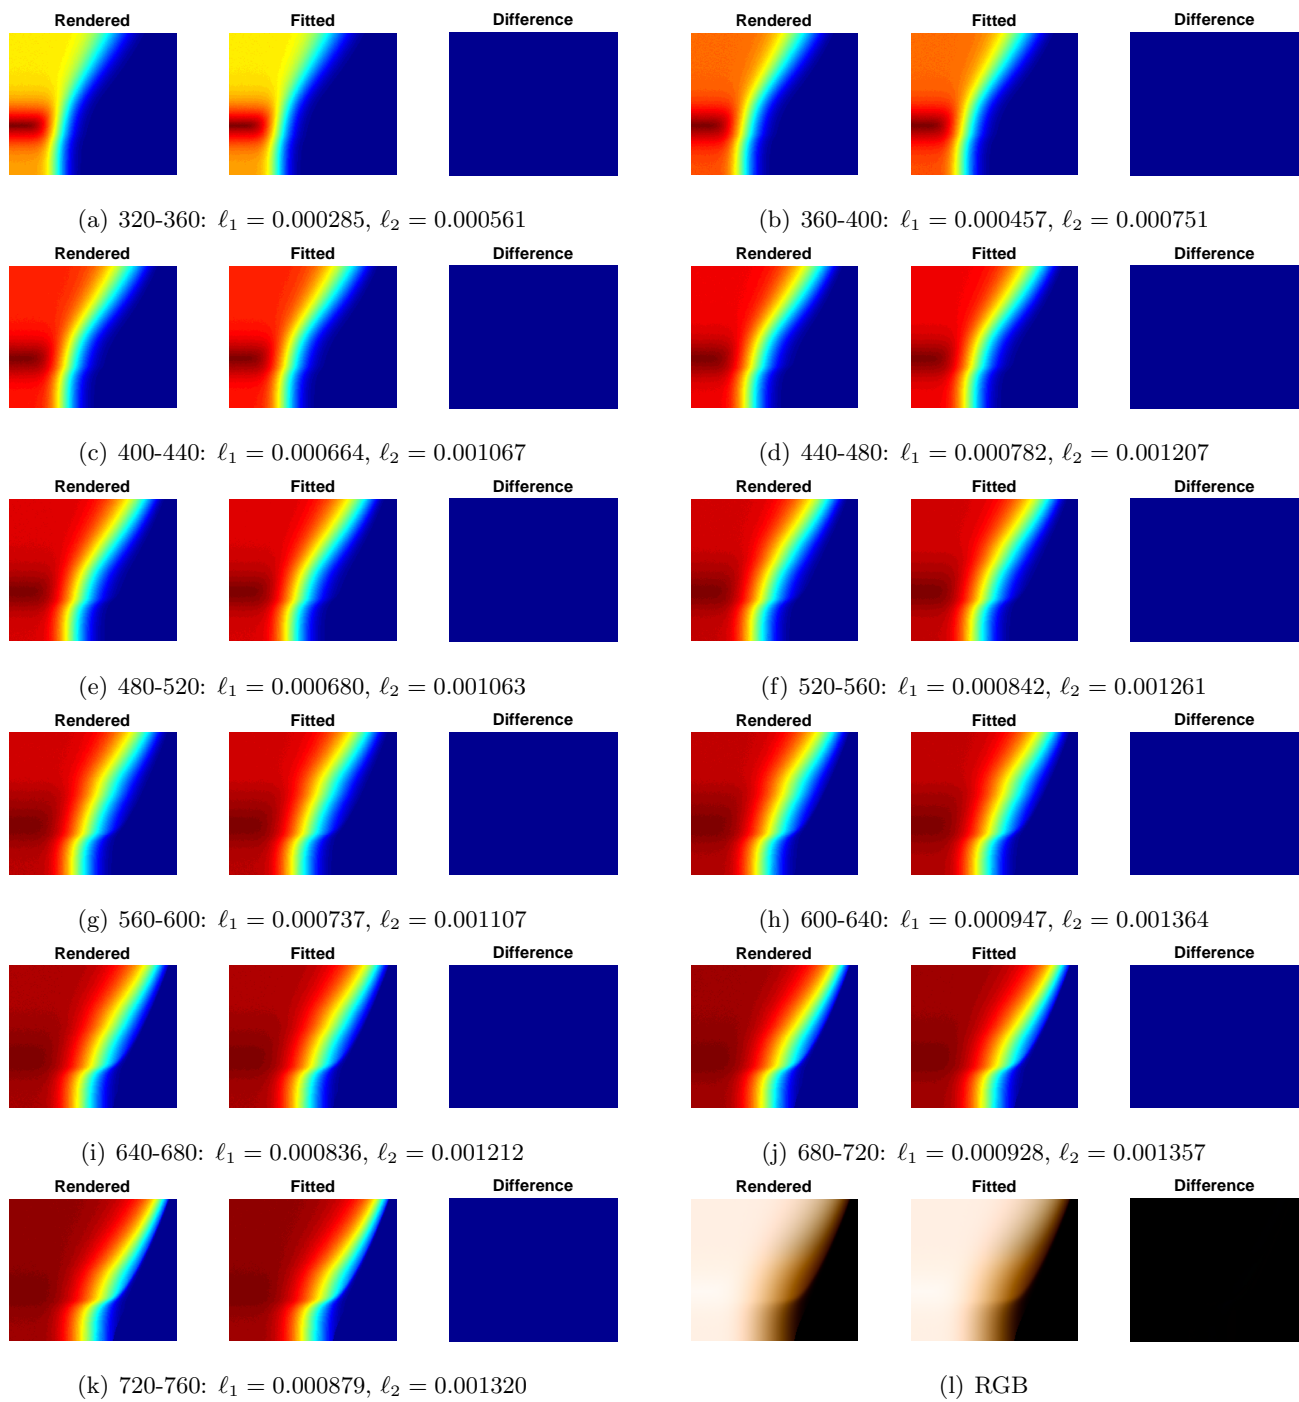 Rendered Fitted Difference Rendered Fitted Difference
(a) 320-360: ℓ₁ = 0.000285, ℓ₂ = 0.000561 (b) 360-400: ℓ₁ = 0.000457, ℓ₂ = 0.000751
Rendered Fitted Difference Rendered Fitted Difference
(c) 400-440: ℓ₁ = 0.000664, ℓ₂ = 0.001067 (d) 440-480: ℓ₁ = 0.000782, ℓ₂ = 0.001207
Rendered Fitted Difference Rendered Fitted Difference
(e) 480-520: ℓ₁ = 0.000680, ℓ₂ = 0.001063 (f) 520-560: ℓ₁ = 0.000842, ℓ₂ = 0.001261
Rendered Fitted Difference Rendered Fitted Difference
(g) 560-600: ℓ₁ = 0.000737, ℓ₂ = 0.001107 (h) 600-640: ℓ₁ = 0.000947, ℓ₂ = 0.001364
Rendered Fitted Difference Rendered Fitted Difference
(i) 640-680: ℓ₁ = 0.000836, ℓ₂ = 0.001212 (j) 680-720: ℓ₁ = 0.000928, ℓ₂ = 0.001357
Rendered Fitted Difference Rendered Fitted Difference
(k) 720-760: ℓ₁ = 0.000879, ℓ₂ = 0.001320 (l) RGB